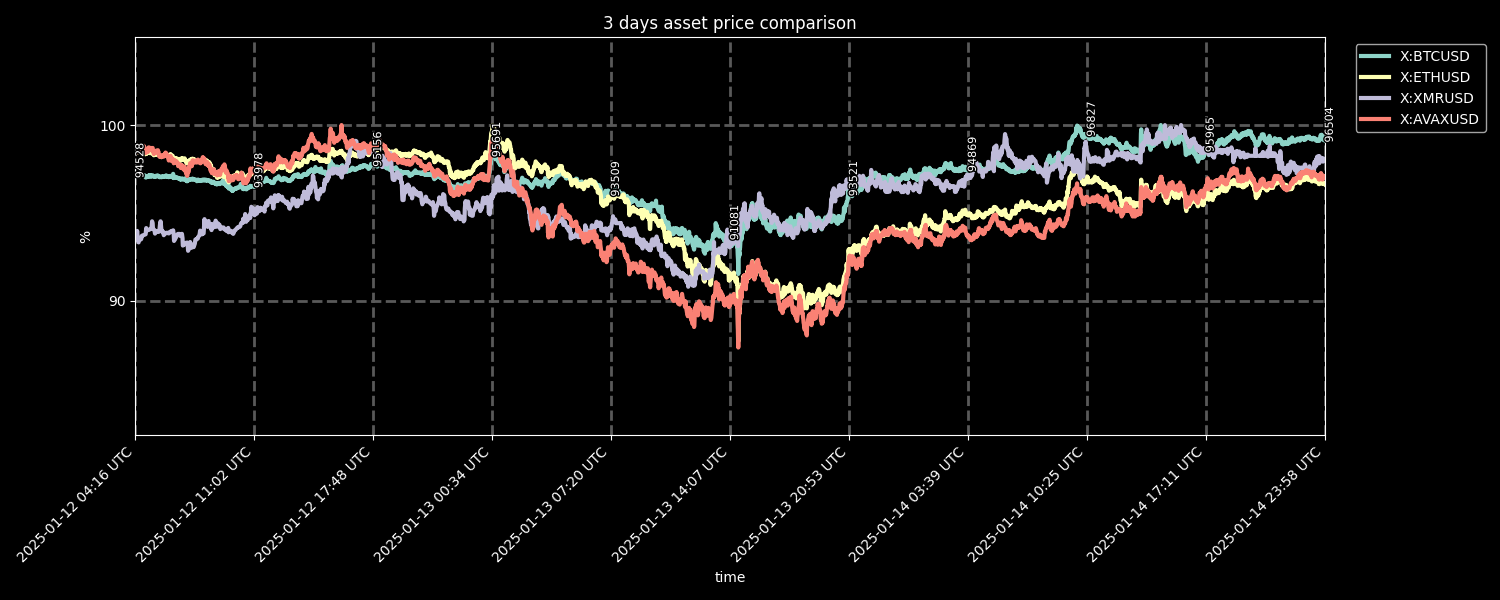 3 days asset price comparison
X:BTCUSD
X:ETHUSD
X:XMRUSD
X:AVAXUSD
100
90
%
94528
93978
95156
95691
93509
91081
93521
94869
96827
95965
96504
2025-01-12 04:16 UTC
2025-01-12 11:02 UTC
2025-01-12 17:48 UTC
2025-01-13 00:34 UTC
2025-01-13 07:20 UTC
2025-01-13 14:07 UTC
2025-01-13 20:53 UTC
2025-01-14 03:39 UTC
2025-01-14 10:25 UTC
2025-01-14 17:11 UTC
2025-01-14 23:58 UTC
time